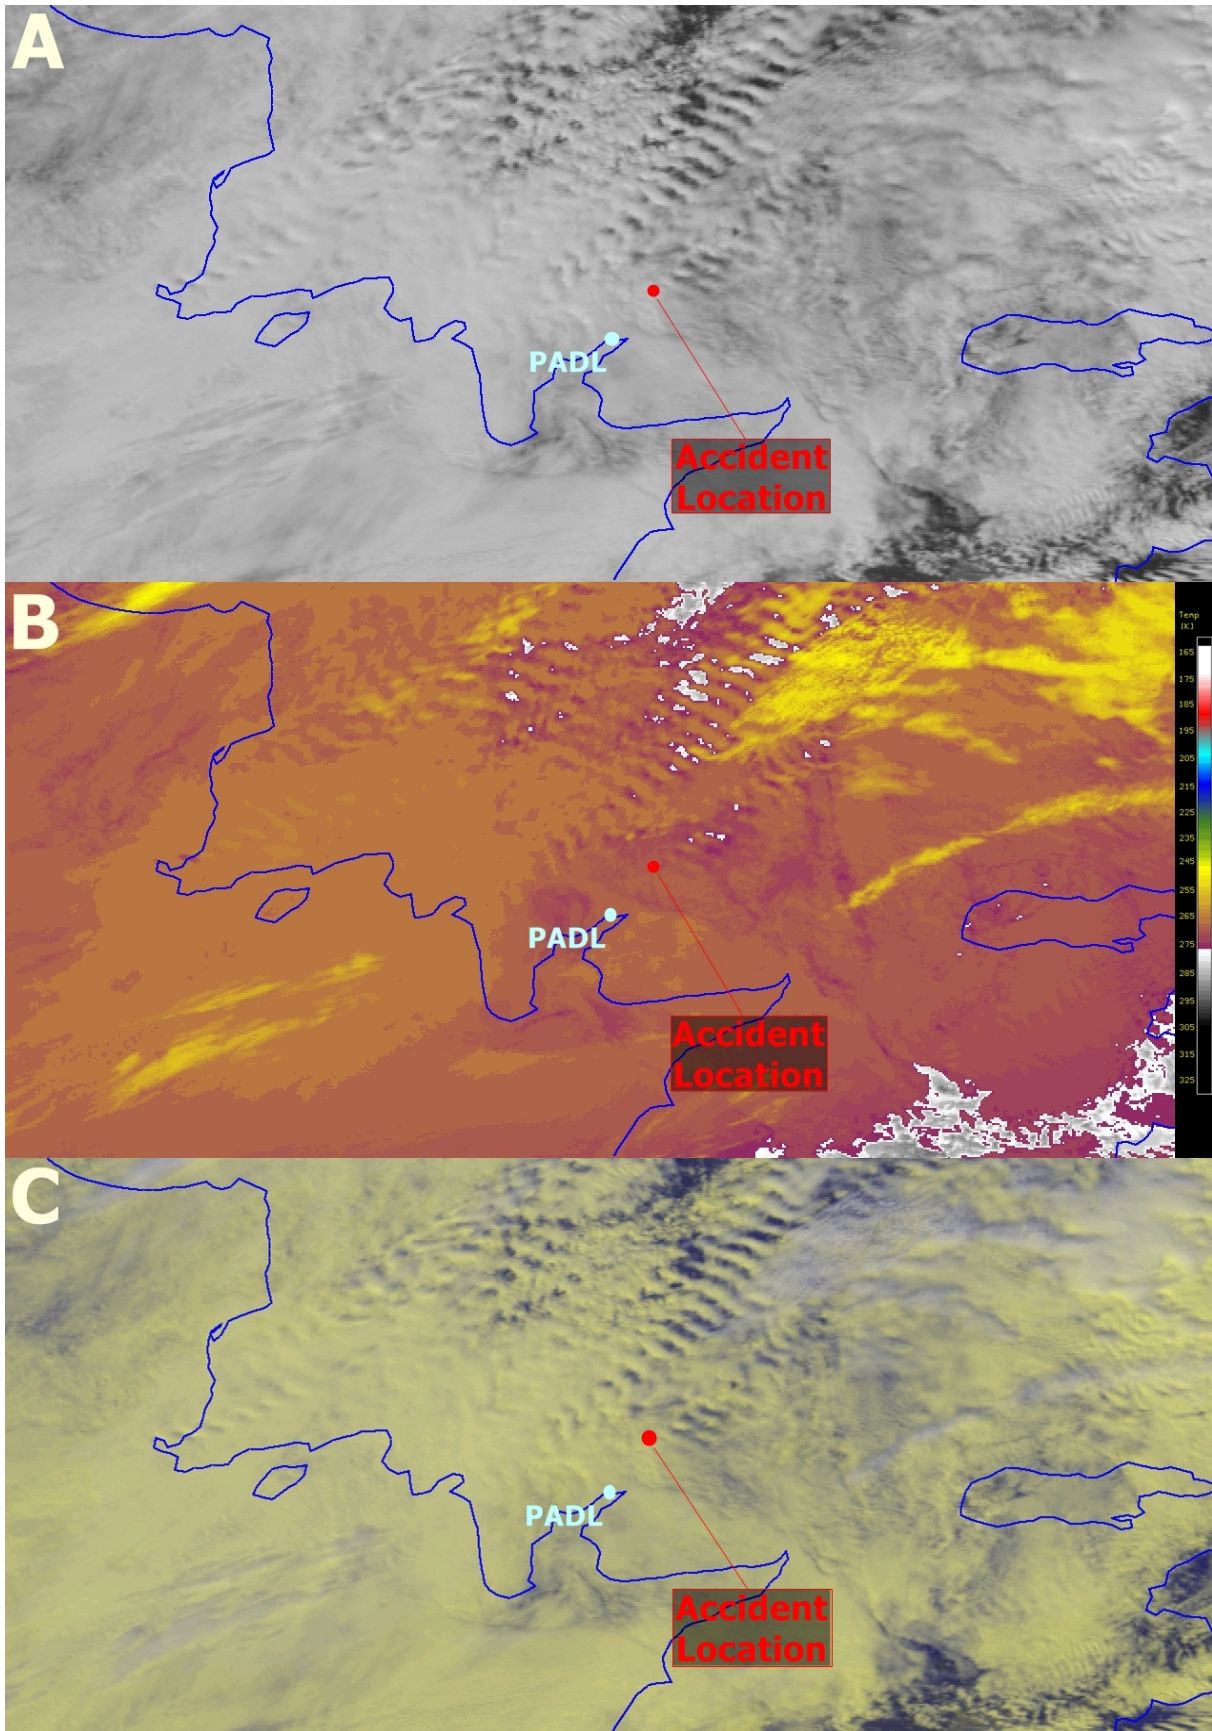 A
PADL
Accident
Location
B
Temp
[K]
165
175
185
195
205
215
225
235
245
255
265
275
285
295
305
315
325
PADL
Accident
Location
C
PADL
Accident
Location